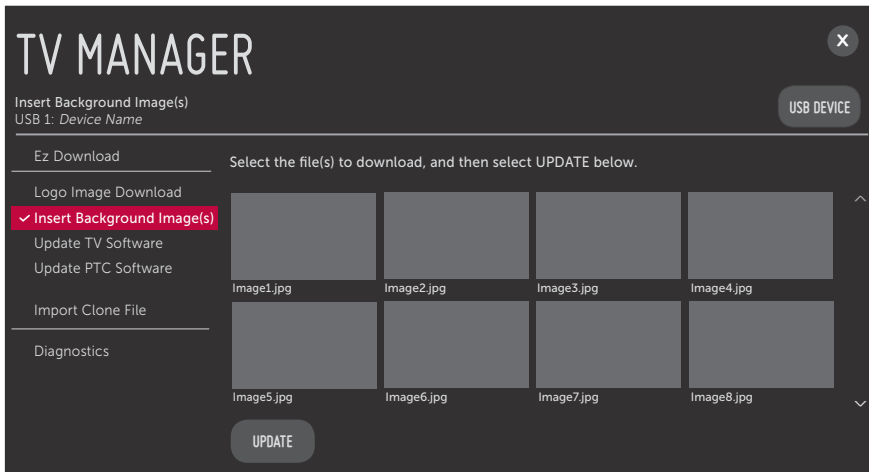 TV MANAGER
X
Insert Background Image(s)
USB 1: Device Name
USB DEVICE
Ez Download
Select the file(s) to download, and then select UPDATE below.
Logo Image Download
Insert Background Image(s)
Update TV Software
Update PTC Software
Import Clone File
Diagnostics
Image1.jpg Image2.jpg Image3.jpg Image4.jpg
Image5.jpg Image6.jpg Image7.jpg Image8.jpg
UPDATE